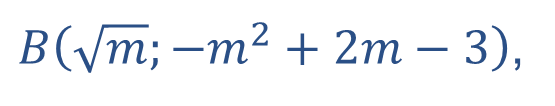 B(√m; −m² + 2m − 3),